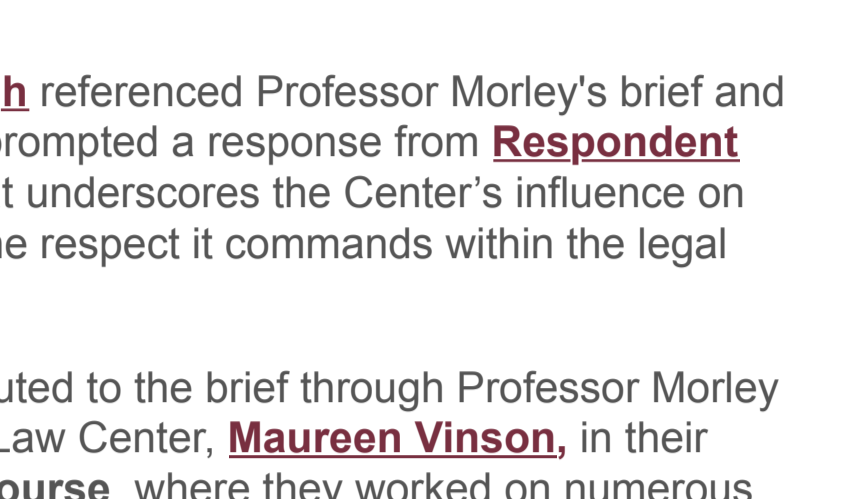 h referenced Professor Morley's brief and
prompted a response from Respondent
t underscores the Center’s influence on
e respect it commands within the legal
uted to the brief through Professor Morley
Law Center, Maureen Vinson, in their
ourse, where they worked on numerous